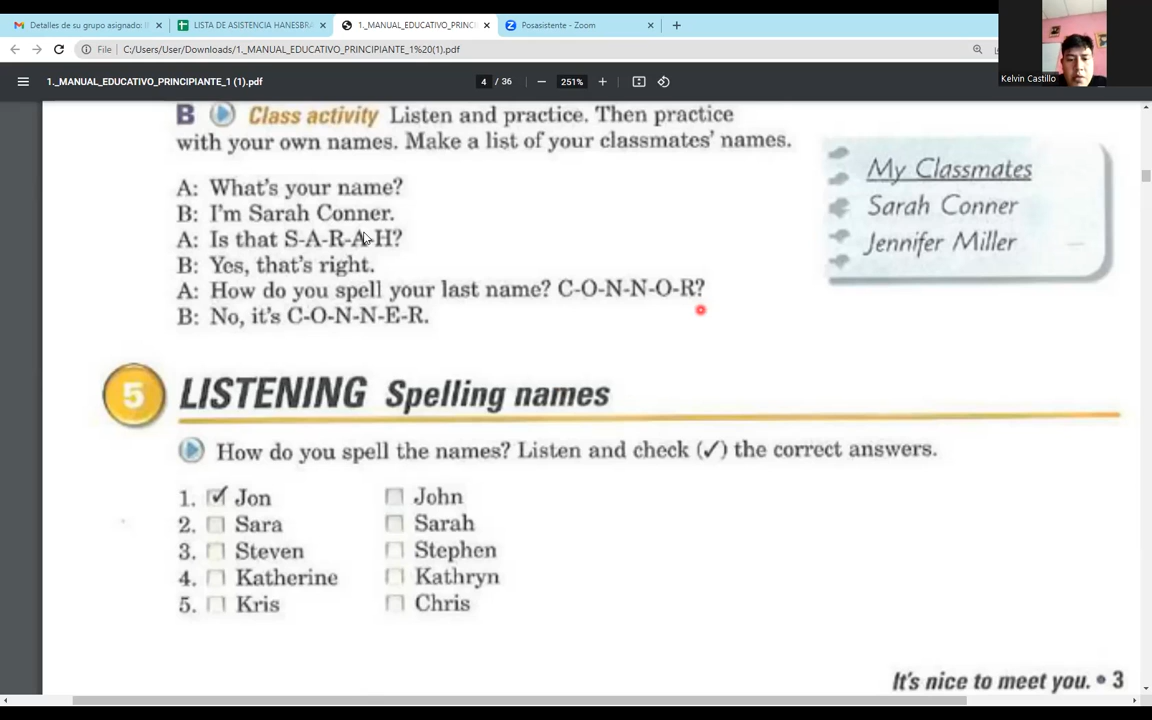 Detalles de su grupo asignado: I
LISTA DE ASISTENCIA HANESBRA
1._MANUAL_EDUCATIVO_PRINC
Posasistente - Zoom
File
C:/Users/User/Downloads/1._MANUAL_EDUCATIVO_PRINCIPIANTE_1%20(1).pdf
Kelvin Castillo
1._MANUAL_EDUCATIVO_PRINCIPIANTE_1 (1).pdf
4 / 36
251%
B Class activity Listen and practice. Then practice
with your own names. Make a list of your classmates' names.
A: What's your name?
B: I'm Sarah Conner.
A: Is that S-A-R-A-H?
B: Yes, that's right.
A: How do you spell your last name? C-O-N-N-O-R?
B: No, it's C-O-N-N-E-R.
My Classmates
Sarah Conner
Jennifer Miller
5 LISTENING Spelling names
How do you spell the names? Listen and check (✓) the correct answers.
1. ✓ Jon John
2. Sara Sarah
3. Steven Stephen
4. Katherine Kathryn
5. Kris Chris
It's nice to meet you. • 3